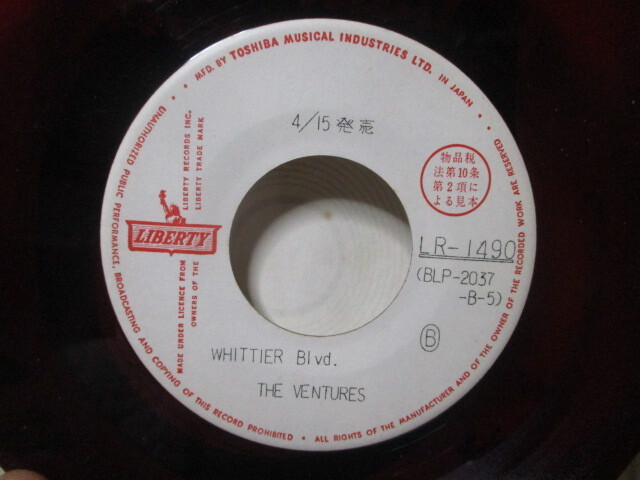 • MFD. BY TOSHIBA MUSICAL INDUSTRIES LTD. IN JAPAN •
UNAUTHORIZED PUBLIC PERFORMANCE, BROADCASTING AND COPYING OF THIS RECORD PROHIBITED • ALL RIGHTS OF THE MANUFACTURER AND OF THE OWNER OF THE RECORDED WORK ARE RESERVED
4/15 発売
物品税
法第10条
第2項に
よる見本
LIBERTY
MADE UNDER LICENCE FROM LIBERTY RECORDS INC.
OWNERS OF THE LIBERTY TRADE MARK
LR-1490
(BLP-2037
-B-5)
B
WHITTIER Blvd.
THE VENTURES